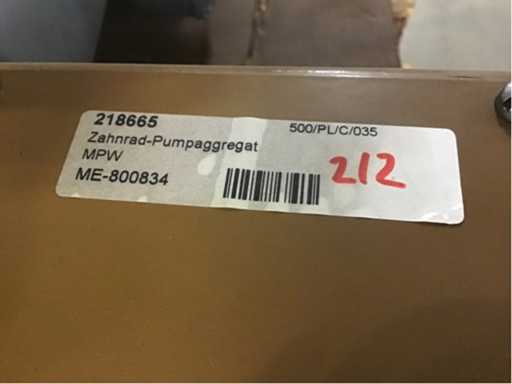 218665
500/PL/C/035
Zahnrad-Pumpaggregat
MPW
ME-800834
212